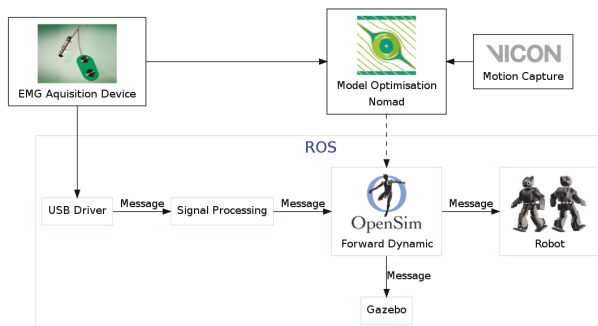 VICON
EMG Aquisition Device
Model Optimisation
Nomad
Motion Capture
ROS
USB Driver
Message
Signal Processing
Message
OpenSim
Forward Dynamic
Message
Robot
Message
Gazebo